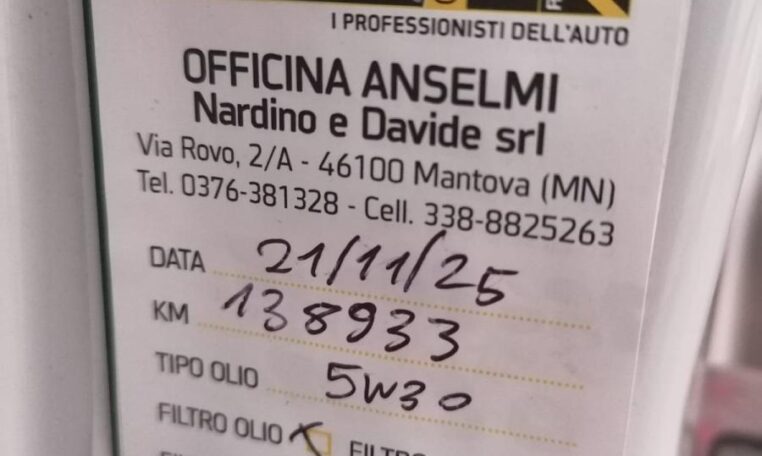 I PROFESSIONISTI DELL'AUTO
OFFICINA ANSELMI
Nardino e Davide srl
Via Rovo, 2/A - 46100 Mantova (MN)
Tel. 0376-381328 - Cell. 338-8825263
DATA 21/11/25
KM 138933
TIPO OLIO 5W30
FILTRO OLIO X